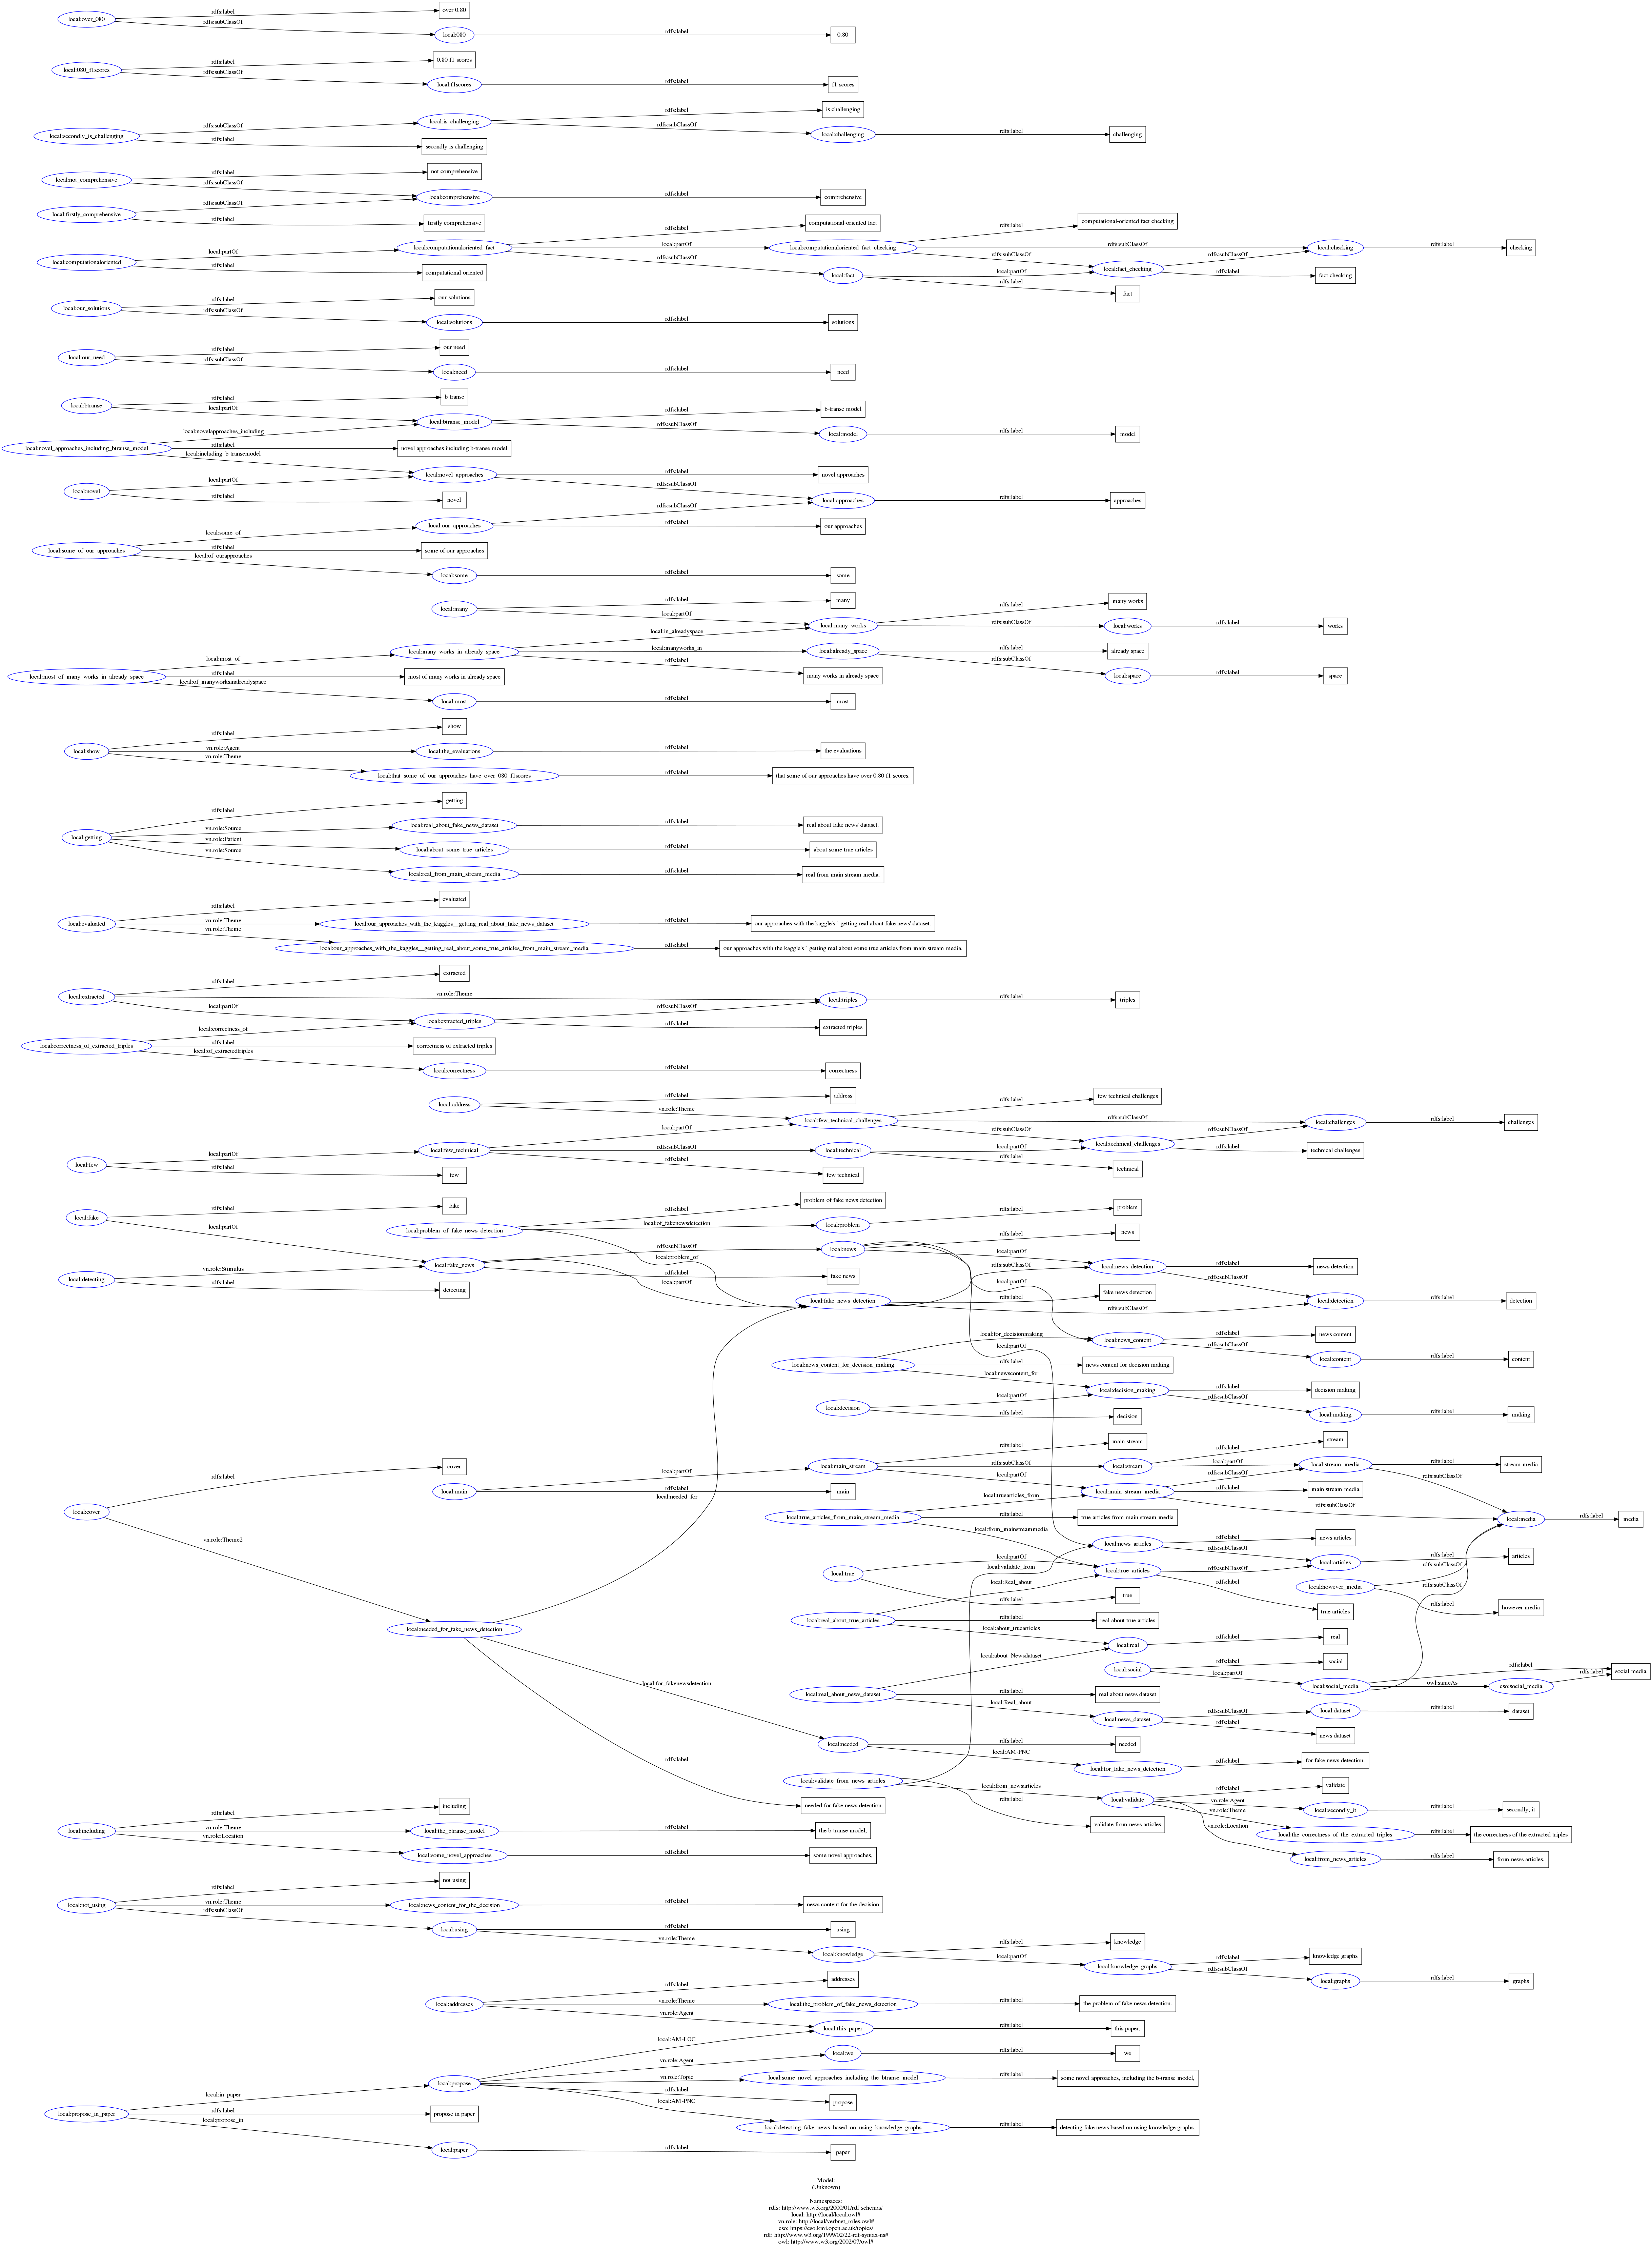 local:over_080
rdfs:label
over 0.80
rdfs:subClassOf
local:080
rdfs:label
0.80
local:080_f1scores
rdfs:label
0.80 f1-scores
rdfs:subClassOf
local:f1scores
rdfs:label
f1-scores
local:secondly_is_challenging
rdfs:subClassOf
local:is_challenging
rdfs:label
is challenging
rdfs:subClassOf
local:challenging
rdfs:label
challenging
rdfs:label
secondly is challenging
local:not_comprehensive
rdfs:label
not comprehensive
rdfs:subClassOf
local:comprehensive
rdfs:label
comprehensive
local:firstly_comprehensive
rdfs:subClassOf
rdfs:label
firstly comprehensive
local:computationaloriented
local:partOf
local:computationaloriented_fact
rdfs:label
computational-oriented fact
local:partOf
local:computationaloriented_fact_checking
rdfs:label
computational-oriented fact checking
rdfs:subClassOf
local:checking
rdfs:label
checking
rdfs:subClassOf
local:fact_checking
rdfs:subClassOf
rdfs:label
fact checking
rdfs:label
computational-oriented
rdfs:subClassOf
local:fact
local:partOf
rdfs:label
fact
local:our_solutions
rdfs:label
our solutions
rdfs:subClassOf
local:solutions
rdfs:label
solutions
local:our_need
rdfs:label
our need
rdfs:subClassOf
local:need
rdfs:label
need
local:btranse
rdfs:label
b-transe
local:partOf
local:btranse_model
rdfs:label
b-transe model
rdfs:subClassOf
local:model
rdfs:label
model
local:novel_approaches_including_btranse_model
local:novelapproaches_including
rdfs:label
novel approaches including b-transe model
local:including_b-transemodel
local:novel_approaches
rdfs:label
novel approaches
rdfs:subClassOf
local:approaches
rdfs:label
approaches
local:novel
local:partOf
rdfs:label
novel
local:some_of_our_approaches
local:some_of
local:our_approaches
rdfs:subClassOf
rdfs:label
our approaches
rdfs:label
some of our approaches
local:of_ourapproaches
local:some
rdfs:label
some
local:many
rdfs:label
many
local:partOf
local:many_works
rdfs:label
many works
rdfs:subClassOf
local:works
rdfs:label
works
local:most_of_many_works_in_already_space
local:most_of
local:many_works_in_already_space
local:in_alreadyspace
local:manyworks_in
local:already_space
rdfs:label
already space
rdfs:subClassOf
local:space
rdfs:label
space
rdfs:label
many works in already space
rdfs:label
most of many works in already space
local:of_manyworksinalreadyspace
local:most
rdfs:label
most
local:show
rdfs:label
show
vn.role:Agent
local:the_evaluations
rdfs:label
the evaluations
vn.role:Theme
local:that_some_of_our_approaches_have_over_080_f1scores
rdfs:label
that some of our approaches have over 0.80 f1-scores.
local:getting
rdfs:label
getting
vn.role:Source
local:real_about_fake_news_dataset
rdfs:label
real about fake news' dataset.
vn.role:Patient
local:about_some_true_articles
rdfs:label
about some true articles
vn.role:Source
local:real_from_main_stream_media
rdfs:label
real from main stream media.
local:evaluated
rdfs:label
evaluated
vn.role:Theme
local:our_approaches_with_the_kaggles__getting_real_about_fake_news_dataset
rdfs:label
our approaches with the kaggle's ` getting real about fake news' dataset.
vn.role:Theme
local:our_approaches_with_the_kaggles__getting_real_about_some_true_articles_from_main_stream_media
rdfs:label
our approaches with the kaggle's ` getting real about some true articles from main stream media.
local:extracted
rdfs:label
extracted
vn.role:Theme
local:triples
rdfs:label
triples
local:partOf
local:extracted_triples
rdfs:subClassOf
rdfs:label
extracted triples
local:correctness_of_extracted_triples
local:correctness_of
rdfs:label
correctness of extracted triples
local:of_extractedtriples
local:correctness
rdfs:label
correctness
local:address
rdfs:label
address
vn.role:Theme
local:few_technical_challenges
rdfs:label
few technical challenges
rdfs:subClassOf
local:challenges
rdfs:label
challenges
rdfs:subClassOf
local:technical_challenges
rdfs:subClassOf
rdfs:label
technical challenges
local:few
local:partOf
local:few_technical
local:partOf
rdfs:subClassOf
local:technical
local:partOf
rdfs:label
technical
rdfs:label
few technical
rdfs:label
few
local:fake
rdfs:label
fake
local:partOf
local:problem_of_fake_news_detection
rdfs:label
problem of fake news detection
local:of_fakenewsdetection
local:problem
rdfs:label
problem
local:problem_of
local:detecting
vn.role:Stimulus
local:fake_news
rdfs:subClassOf
local:news
rdfs:label
news
local:partOf
local:news_detection
rdfs:label
news detection
rdfs:subClassOf
rdfs:label
fake news
local:partOf
rdfs:label
detecting
local:fake_news_detection
rdfs:subClassOf
rdfs:label
fake news detection
rdfs:subClassOf
local:detection
rdfs:label
detection
local:partOf
local:news_content
rdfs:label
news content
rdfs:subClassOf
local:content
rdfs:label
content
local:partOf
local:news_content_for_decision_making
local:for_decisionmaking
rdfs:label
news content for decision making
local:newscontent_for
local:decision_making
rdfs:label
decision making
rdfs:subClassOf
local:making
rdfs:label
making
local:decision
local:partOf
rdfs:label
decision
local:cover
rdfs:label
cover
vn.role:Theme2
local:main
local:partOf
local:main_stream
rdfs:label
main stream
rdfs:subClassOf
local:stream
rdfs:label
stream
local:partOf
local:stream_media
rdfs:label
stream media
rdfs:subClassOf
local:partOf
local:main_stream_media
rdfs:subClassOf
rdfs:label
main stream media
rdfs:subClassOf
local:media
rdfs:label
media
rdfs:label
main
local:needed_for
local:true_articles_from_main_stream_media
local:truearticles_from
rdfs:label
true articles from main stream media
local:from_mainstreammedia
local:news_articles
rdfs:label
news articles
rdfs:subClassOf
local:articles
rdfs:label
articles
local:true
local:partOf
local:validate_from
local:true_articles
rdfs:subClassOf
rdfs:label
true articles
rdfs:label
true
local:however_media
rdfs:subClassOf
rdfs:label
however media
local:real_about_true_articles
local:Real_about
rdfs:label
real about true articles
local:about_truearticles
local:real
rdfs:label
real
local:needed_for_fake_news_detection
local:for_fakenewsdetection
rdfs:label
needed for fake news detection
local:social
rdfs:label
social
local:partOf
local:social_media
rdfs:subClassOf
rdfs:label
social media
owl:sameAs
cso:social_media
rdfs:label
local:real_about_news_dataset
local:about_Newsdataset
rdfs:label
real about news dataset
local:Real_about
local:news_dataset
rdfs:subClassOf
local:dataset
rdfs:label
dataset
rdfs:label
news dataset
local:needed
rdfs:label
needed
local:AM-PNC
local:for_fake_news_detection
rdfs:label
for fake news detection.
local:validate_from_news_articles
local:from_newsarticles
rdfs:label
validate from news articles
local:validate
rdfs:label
validate
vn.role:Agent
local:secondly_it
rdfs:label
secondly, it
vn.role:Theme
local:the_correctness_of_the_extracted_triples
rdfs:label
the correctness of the extracted triples
vn.role:Location
local:from_news_articles
rdfs:label
from news articles.
local:including
rdfs:label
including
vn.role:Theme
local:the_btranse_model
rdfs:label
the b-transe model,
vn.role:Location
local:some_novel_approaches
rdfs:label
some novel approaches,
local:not_using
rdfs:label
not using
vn.role:Theme
local:news_content_for_the_decision
rdfs:label
news content for the decision
rdfs:subClassOf
local:using
rdfs:label
using
vn.role:Theme
local:knowledge
rdfs:label
knowledge
local:partOf
local:knowledge_graphs
rdfs:label
knowledge graphs
rdfs:subClassOf
local:graphs
rdfs:label
graphs
local:addresses
rdfs:label
addresses
vn.role:Theme
local:the_problem_of_fake_news_detection
rdfs:label
the problem of fake news detection.
vn.role:Agent
local:this_paper
rdfs:label
this paper,
local:propose_in_paper
local:in_paper
local:propose
local:AM-LOC
vn.role:Agent
local:we
rdfs:label
we
vn.role:Topic
local:some_novel_approaches_including_the_btranse_model
rdfs:label
some novel approaches, including the b-transe model,
rdfs:label
propose
local:AM-PNC
local:detecting_fake_news_based_on_using_knowledge_graphs
rdfs:label
detecting fake news based on using knowledge graphs.
rdfs:label
propose in paper
local:propose_in
local:paper
rdfs:label
paper
Model:
(Unknown)
Namespaces:
rdfs: http://www.w3.org/2000/01/rdf-schema#
local: http://local/local.owl#
vn.role: http://local/verbnet_roles.owl#
cso: https://cso.kmi.open.ac.uk/topics/
rdf: http://www.w3.org/1999/02/22-rdf-syntax-ns#
owl: http://www.w3.org/2002/07/owl#